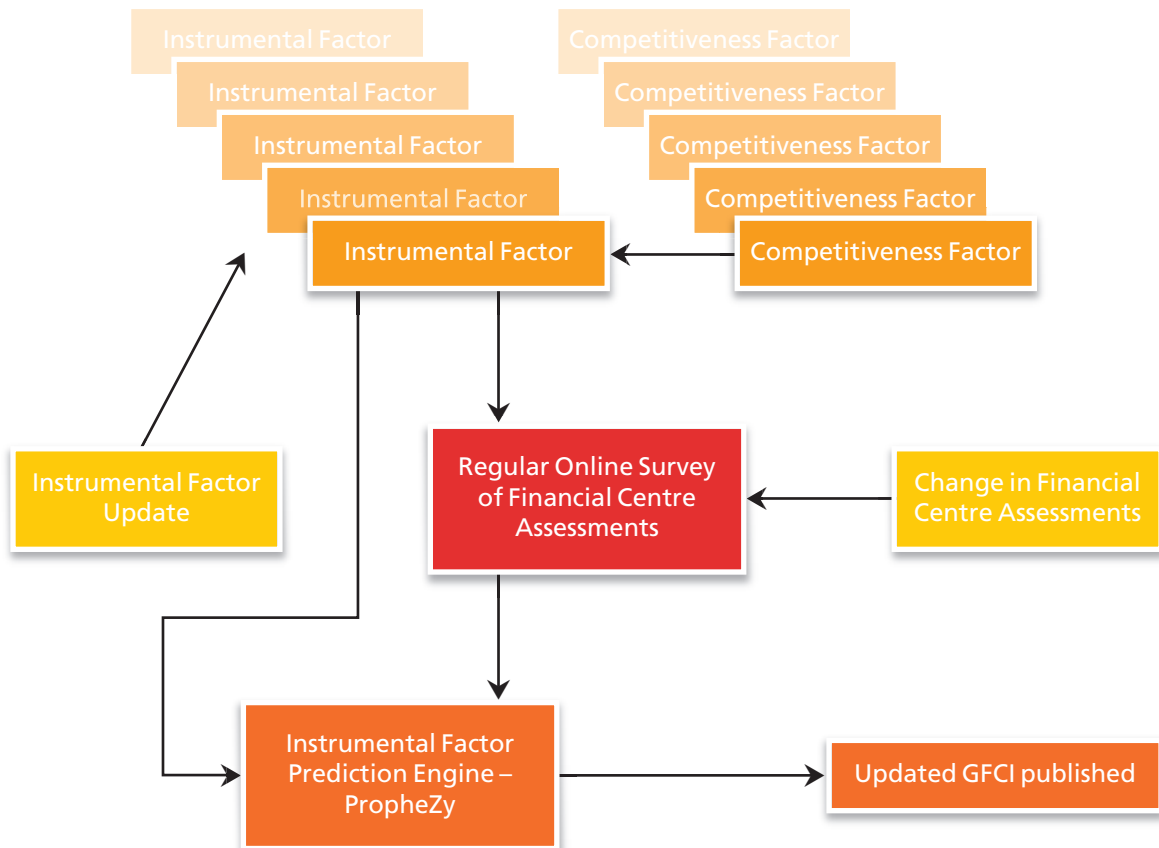 Instrumental Factor
Competitiveness Factor
Instrumental Factor
Competitiveness Factor
Instrumental Factor
Competitiveness Factor
Instrumental Factor
Competitiveness Factor
Instrumental Factor
Competitiveness Factor
Instrumental Factor
Update
Regular Online Survey
of Financial Centre
Assessments
Change in Financial
Centre Assessments
Instrumental Factor
Prediction Engine –
PropheZy
Updated GFCI published